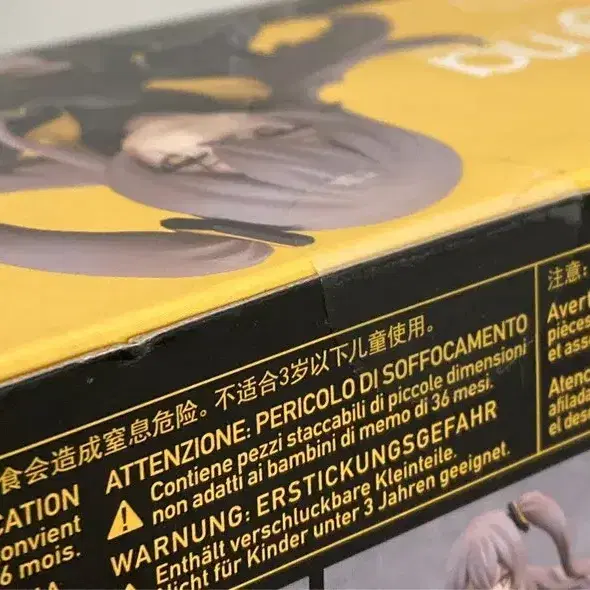 食会造成窒息危险。不适合3岁以下儿童使用。
ATTENZIONE: PERICOLO DI SOFFOCAMENTO
Contiene pezzi staccabili di piccole dimensioni
non adatti ai bambini di memo di 36 mesi.
WARNUNG: ERSTICKUNGSGEFAHR
Enthält verschluckbare Kleinteile.
Nicht für Kinder unter 3 Jahren geeignet.
CATION
onvient
6 mois.
注意:
Avert
pièces
et ass
Atenc
afilada
el des